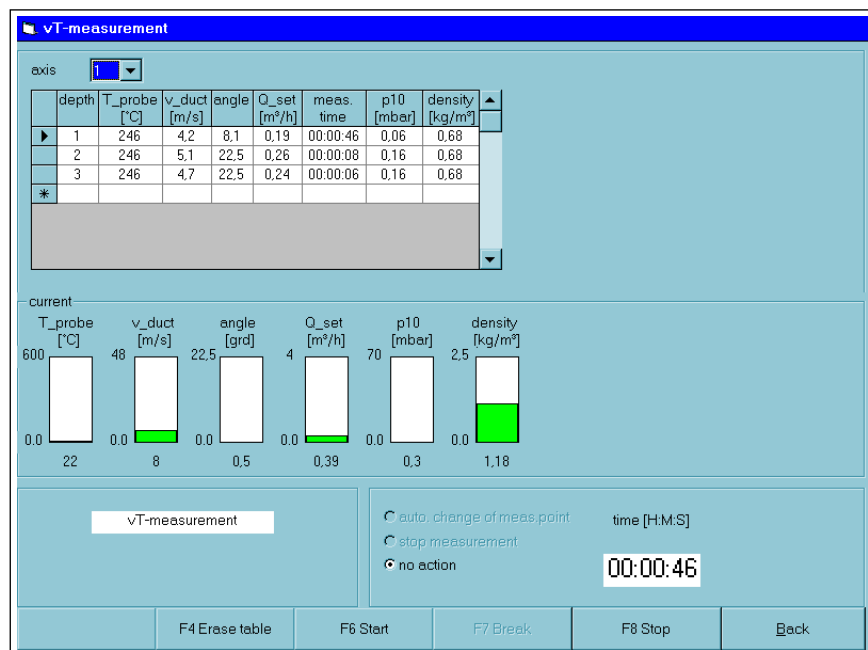 vT-measurement
axis 1
depth T_probe v_duct angle Q_set meas. p10 density
[°C] [m/s] [m³/h] time [mbar] [kg/m³]
1 246 4,2 8,1 0,19 00:00:46 0,06 0,68
2 246 5,1 22,5 0,26 00:00:08 0,16 0,68
3 246 4,7 22,5 0,24 00:00:06 0,16 0,68
*
current
T_probe v_duct angle Q_set p10 density
[°C] [m/s] [grd] [m³/h] [mbar] [kg/m³]
600 48 22,5 4 70 2,5
0.0 0.0 0.0 0.0 0.0 0.0
22 8 0,5 0,39 0,3 1,18
vT-measurement
auto. change of meas.point time [H:M:S]
stop measurement
no action 00:00:46
F4 Erase table F6 Start F7 Break F8 Stop Back